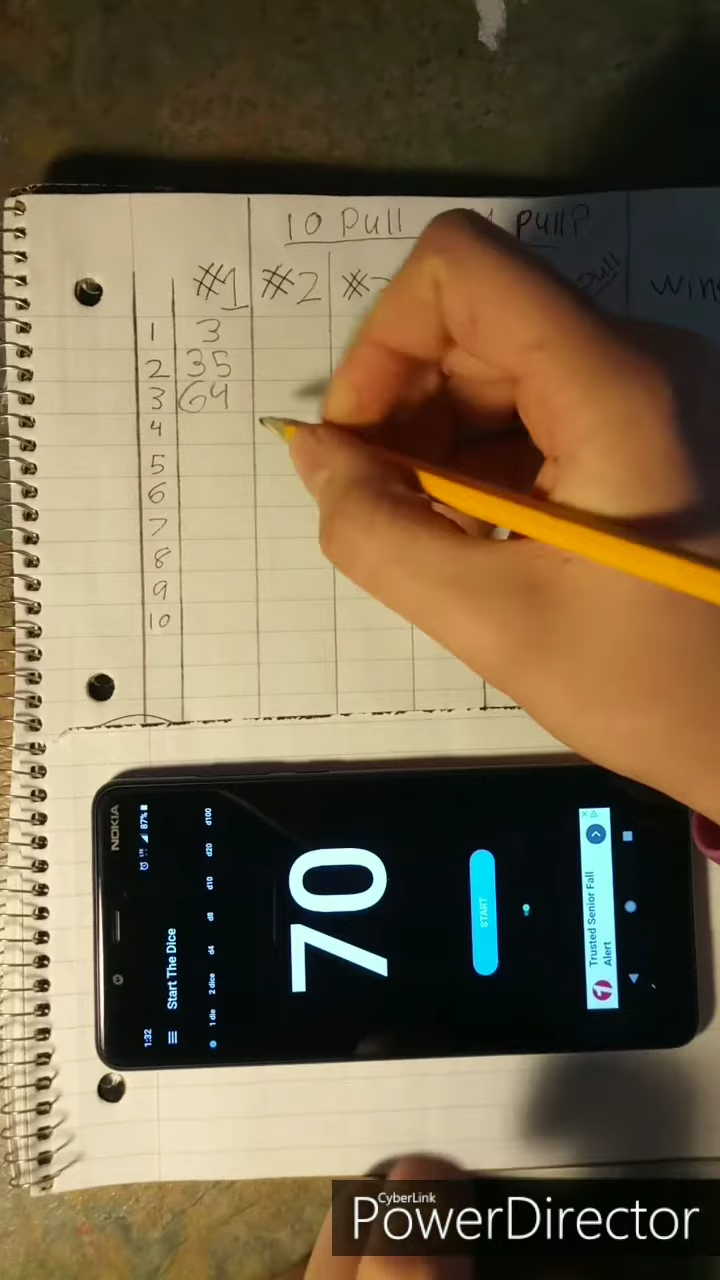 10 Pull
Pull?
#1 #2
Pull
Win
1 3
2 35
3 64
4
5
6
7
8
9
10
NOKIA
1:32
87%
Start The Dice
1 die 2 dice d4 d8 d10 d20 d100
70
START
Trusted Senior Fall
Alert
CyberLink
PowerDirector